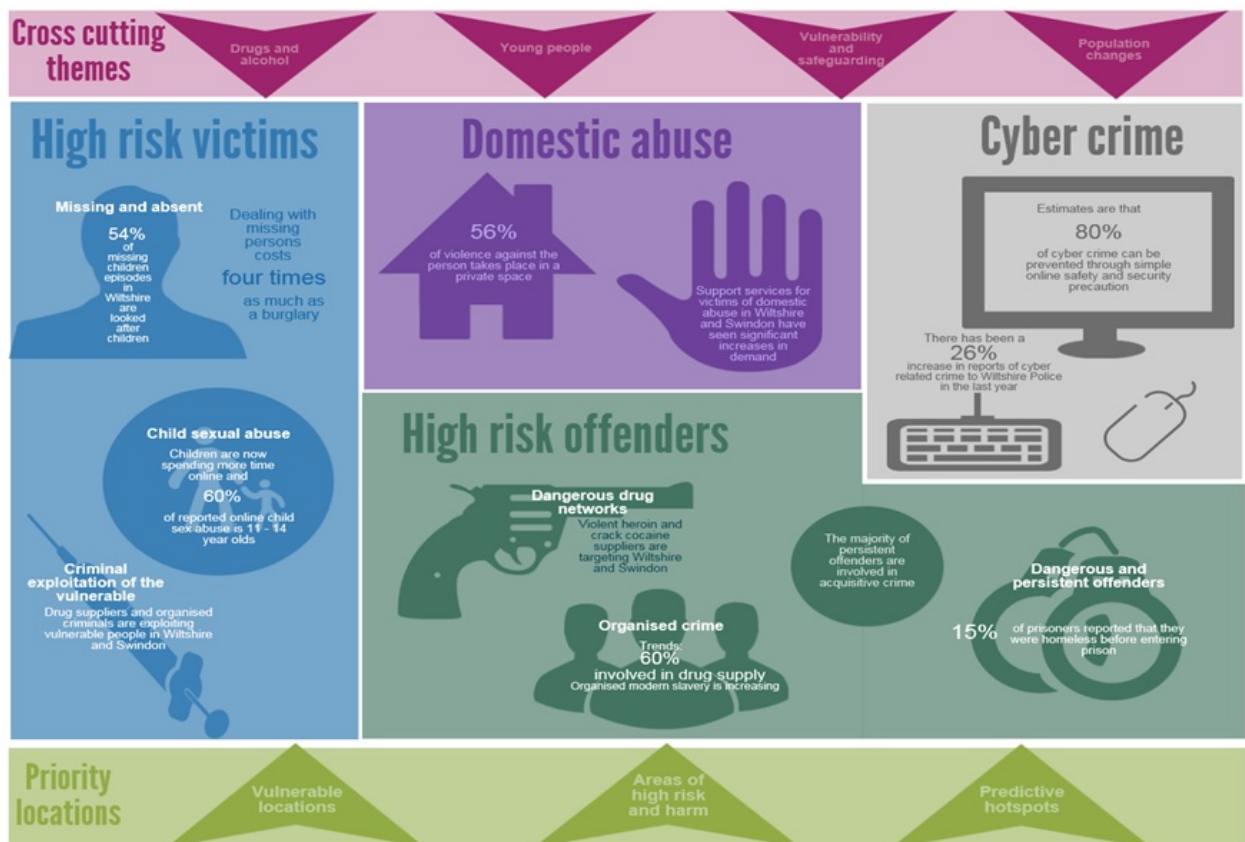 Cross cutting
themes
Drugs and
alcohol
Young people
Vulnerability
and
safeguarding
Population
changes
High risk victims
Missing and absent
54%
of
missing
children
episodes
in
Wiltshire
are
looked
after
children
Dealing with
missing
persons
costs
four times
as much as
a burglary
Child sexual abuse
Children are now
spending more time
online and
60%
of reported online child
sex abuse is 11 - 14
year olds
Criminal
exploitation of the
vulnerable
Drug suppliers and organised
criminals are exploiting
vulnerable people in Wiltshire
and Swindon
Domestic abuse
56%
of violence against the
person takes place in a
private space
Support services for
victims of domestic
abuse in Wiltshire
and Swindon have
seen significant
increases in
demand
Cyber crime
Estimates are that
80%
of cyber crime can be
prevented through simple
online safety and security
precaution
There has been a
26%
increase in reports of cyber
related crime to Wiltshire Police
in the last year
High risk offenders
Dangerous drug
networks
Violent heroin and
crack cocaine
suppliers are
targeting Wiltshire
and Swindon
Organised crime
Trends:
60%
involved in drug supply
Organised modern slavery is increasing
The majority of
persistent
offenders are
involved in
acquisitive crime
Dangerous and
persistent offenders
15% of prisoners reported that they
were homeless before entering
prison
Priority
locations
Vulnerable
locations
Areas of
high risk
and harm
Predictive
hotspots